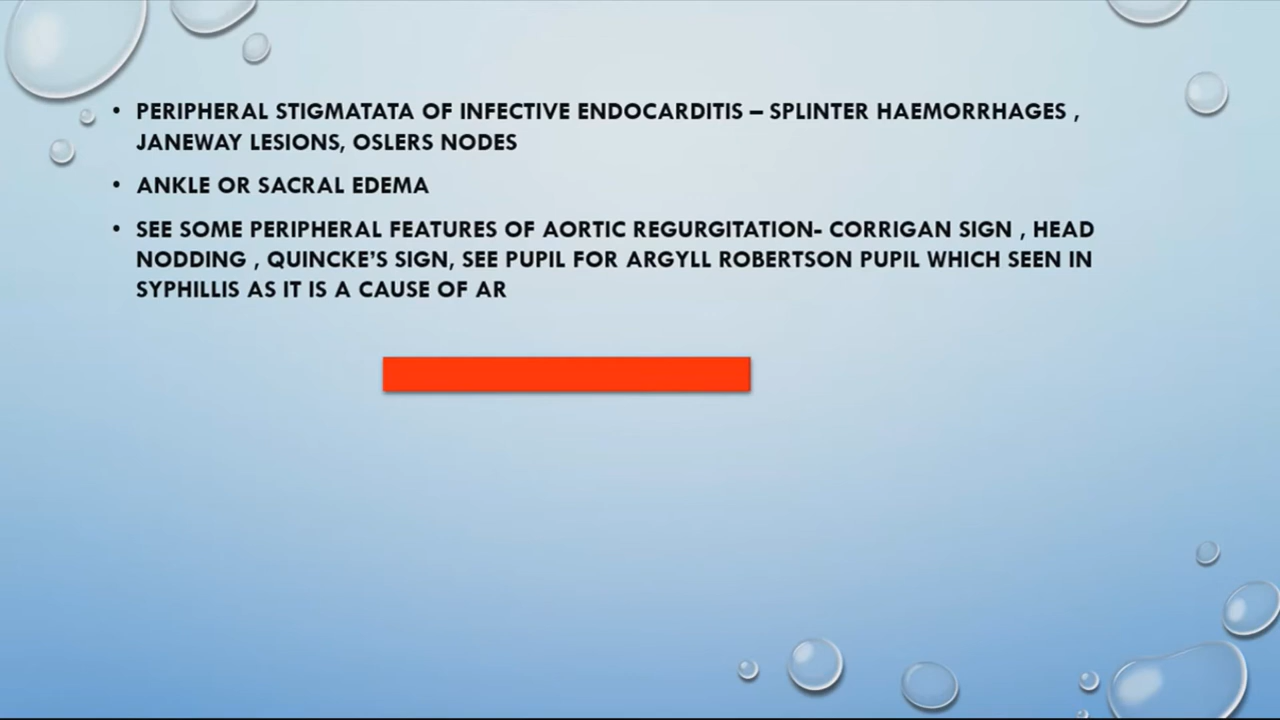 • PERIPHERAL STIGMATATA OF INFECTIVE ENDOCARDITIS – SPLINTER HAEMORRHAGES ,
JANEWAY LESIONS, OSLERS NODES
• ANKLE OR SACRAL EDEMA
• SEE SOME PERIPHERAL FEATURES OF AORTIC REGURGITATION- CORRIGAN SIGN , HEAD
NODDING , QUINCKE’S SIGN, SEE PUPIL FOR ARGYLL ROBERTSON PUPIL WHICH SEEN IN
SYPHILLIS AS IT IS A CAUSE OF AR